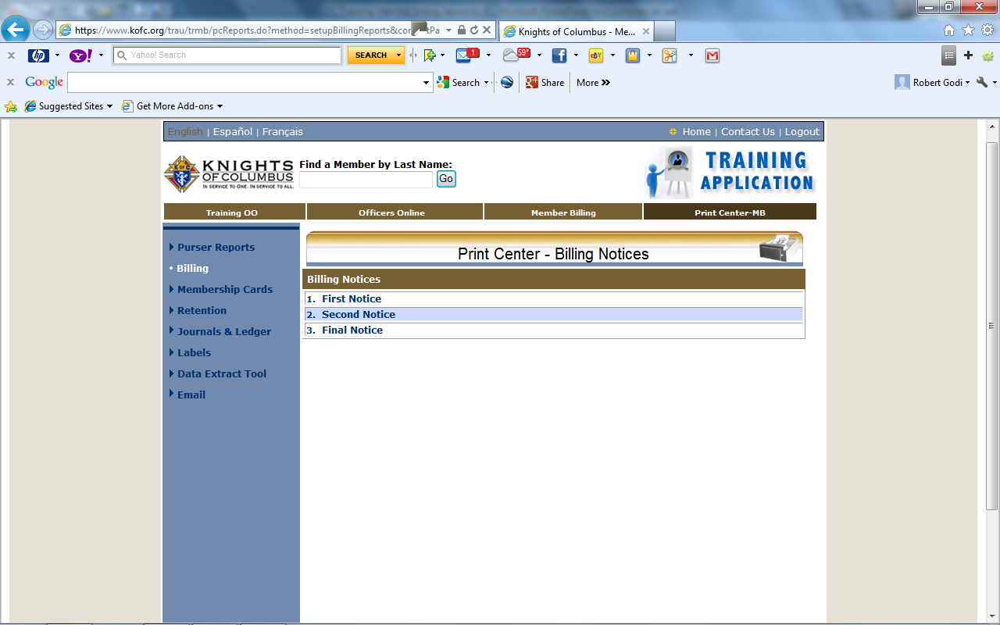 https://www.kofc.org/trau/trmb/pcReports.do?method=setupBillingReports&co
Pa
Knights of Columbus - Me...
hp
Y!
Yahoo! Search
SEARCH
1
59°
Google
Search
Share
More »
Robert Godi
Suggested Sites
Get More Add-ons
English | Español | Français
Home | Contact Us | Logout
KNIGHTS
OF COLUMBUS
IN SERVICE TO ONE. IN SERVICE TO ALL.
Find a Member by Last Name:
Go
TRAINING
APPLICATION
Training OO
Officers Online
Member Billing
Print Center-MB
Purser Reports
Billing
Membership Cards
Retention
Journals & Ledger
Labels
Data Extract Tool
Email
Print Center - Billing Notices
Billing Notices
1. First Notice
2. Second Notice
3. Final Notice